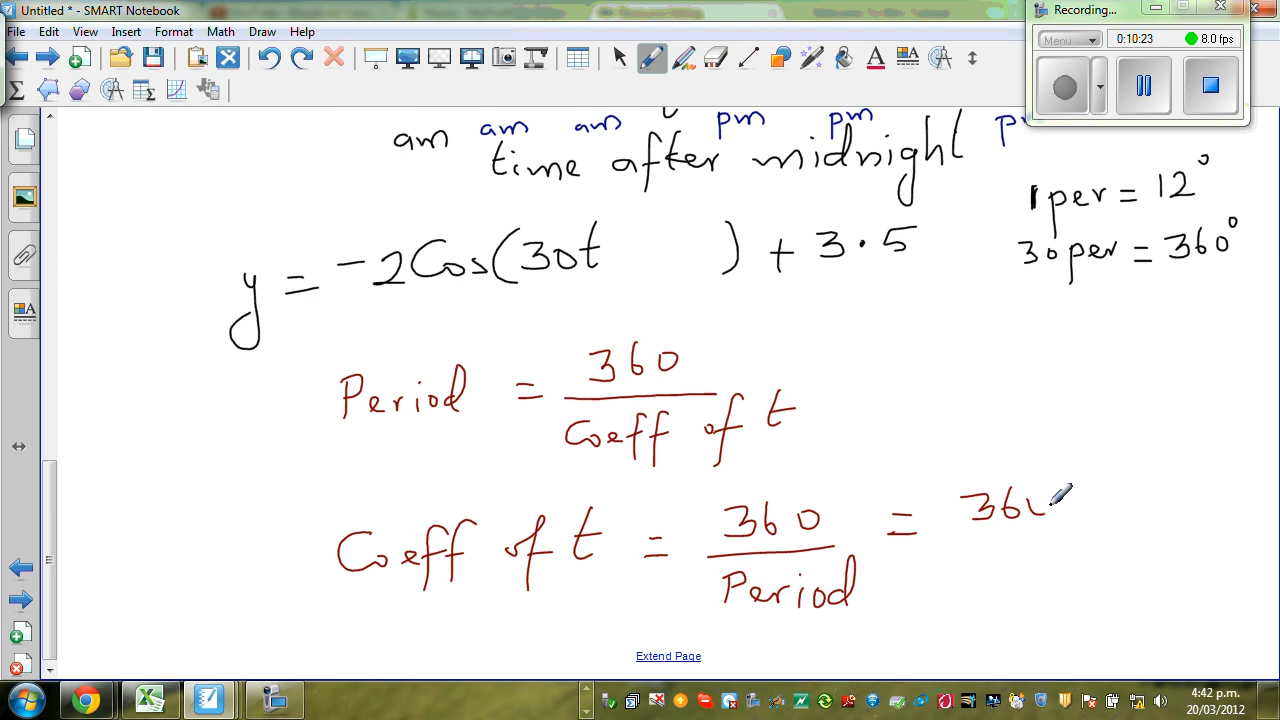 Untitled * - SMART Notebook
Recording...
File Edit View Insert Format Math Draw Help
Menu
0:10:23
8.0 fps
am am am pm pm
time after midnight
1 per = 12°
30 per = 360°
y = -2Cos(30t ) + 3.5
Period = 360
Coeff of t
Coeff of t = 360 = 360
Period
Extend Page
4:42 p.m.
20/03/2012